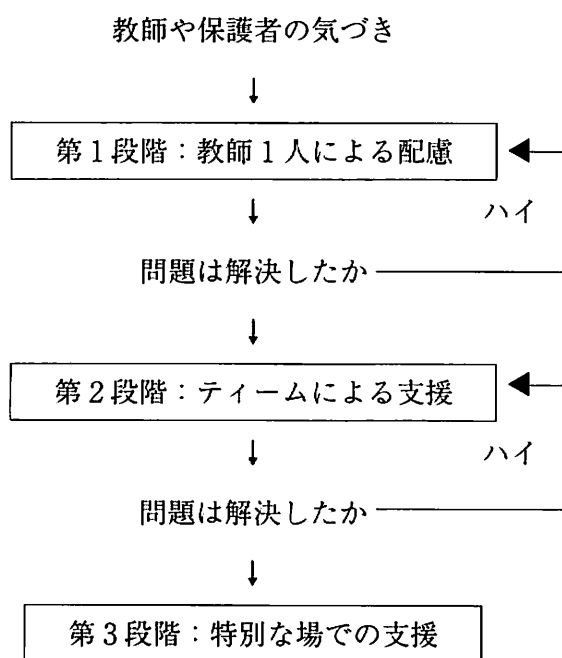 教師や保護者の気づき
↓
第1段階：教師1人による配慮
↓
ハイ
問題は解決したか
↓
第2段階：ティームによる支援
↓
ハイ
問題は解決したか
↓
第3段階：特別な場での支援